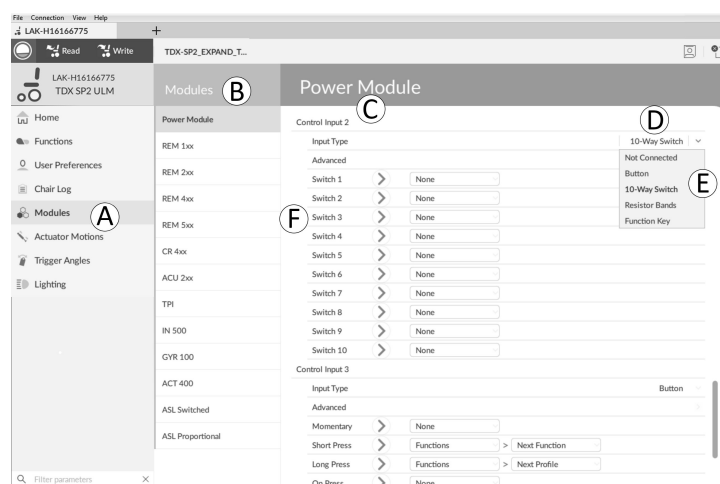 File Connection View Help
LAK-H16166775 +
Read Write TDX-SP2_EXPAND_T...
LAK-H16166775
TDX SP2 ULM
Home
Functions
User Preferences
Chair Log
Modules A
Actuator Motions
Trigger Angles
Lighting
Filter parameters ×
Modules B
Power Module
REM 1xx
REM 2xx
REM 4xx
REM 5xx
CR 4xx
ACU 2xx
TPI
IN 500
GYR 100
ACT 400
ASL Switched
ASL Proportional
Power Module
C
Control Input 2
D
Input Type 10-Way Switch
Advanced
Not Connected
Button
10-Way Switch
Resistor Bands
Function Key
E
F
Switch 1 None
Switch 2 None
Switch 3 None
Switch 4 None
Switch 5 None
Switch 6 None
Switch 7 None
Switch 8 None
Switch 9 None
Switch 10 None
Control Input 3
Input Type Button
Advanced
Momentary None
Short Press Functions > Next Function
Long Press Functions > Next Profile
On Press None